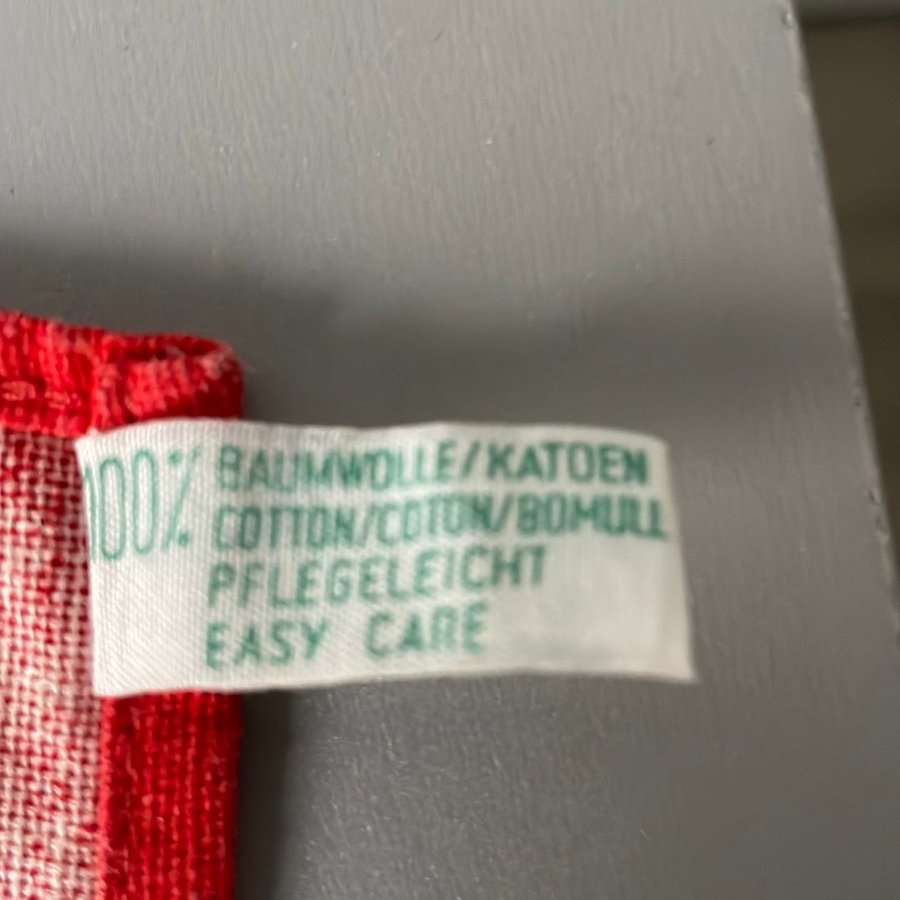 100% BAUMWOLLE/KATOEN
COTTON/COTON/BOMULL
PFLEGELEICHT
EASY CARE